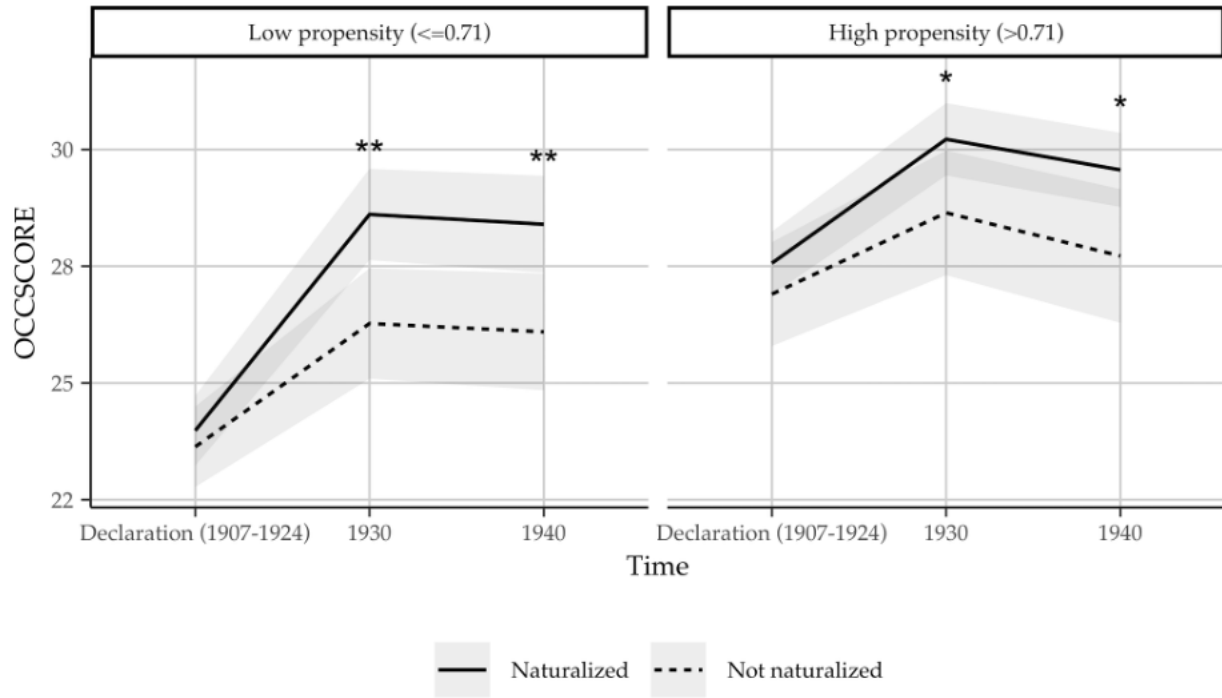 Low propensity (<=0.71)
High propensity (>0.71)
*
*
**
**
30
28
25
22
OCCSCORE
Declaration (1907-1924) 1930 1940
Declaration (1907-1924) 1930 1940
Time
Naturalized
Not naturalized